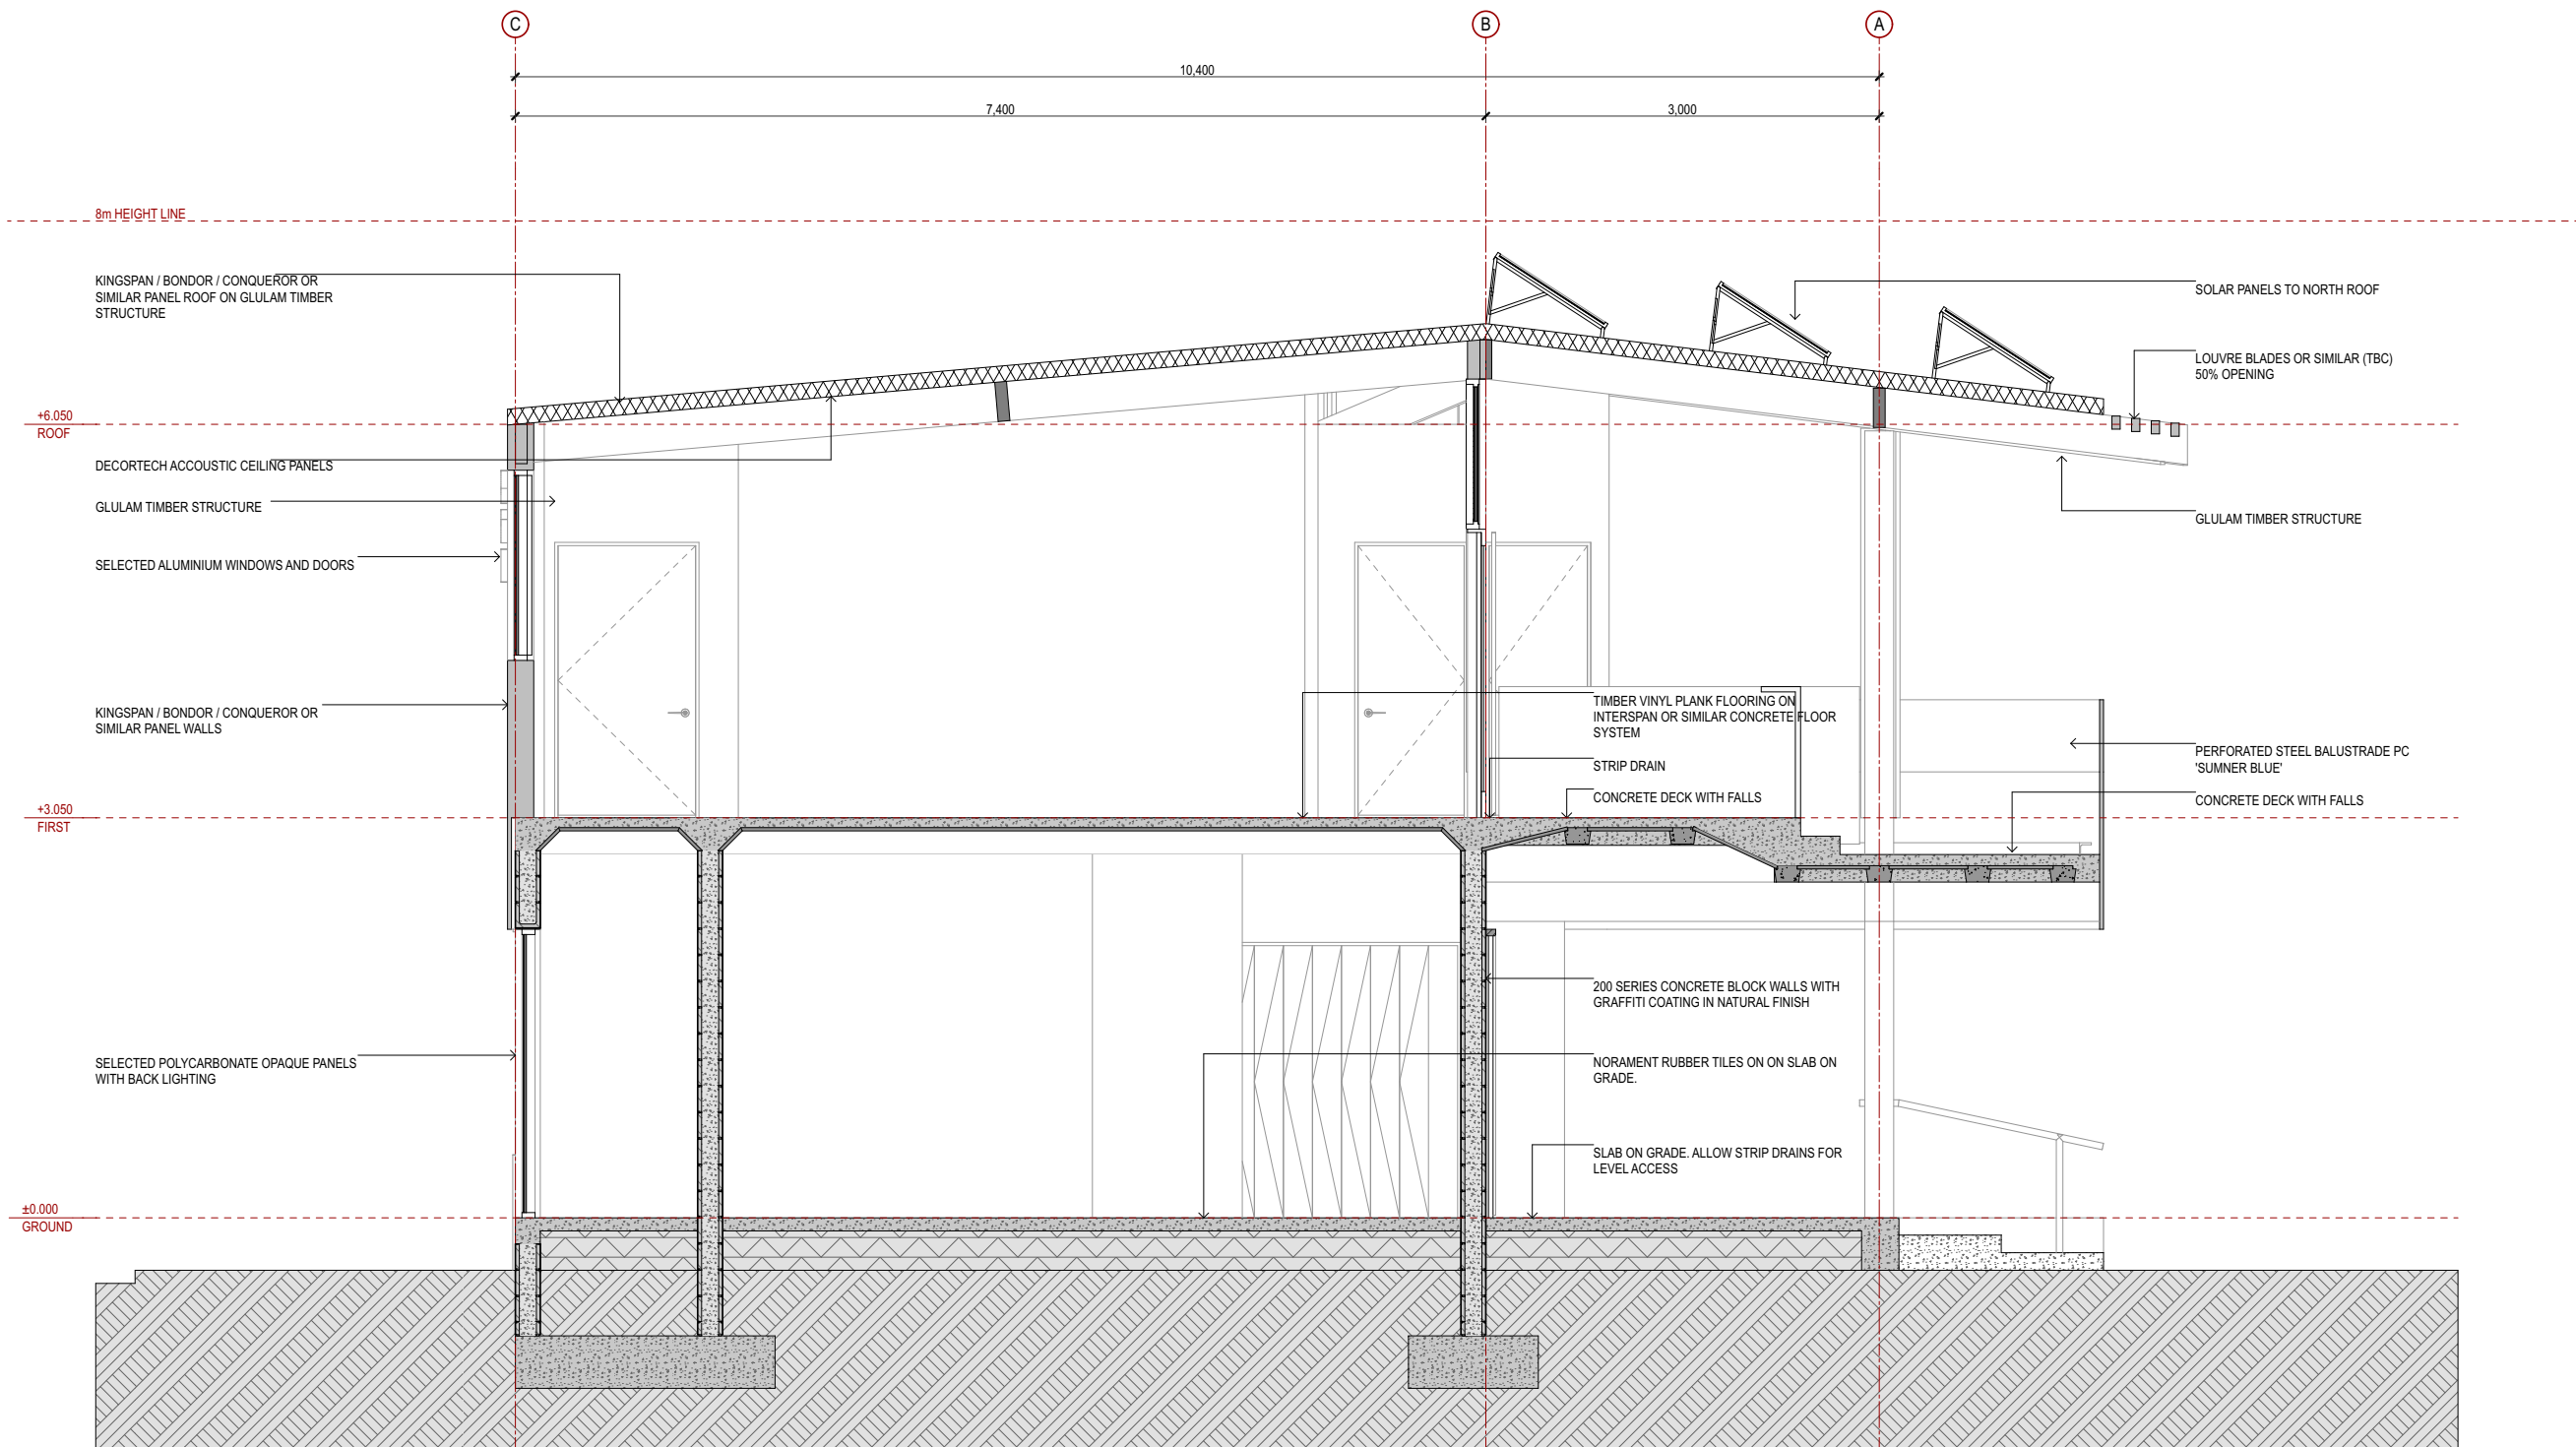 C
B
A
10,400
7,400
3,000
8m HEIGHT LINE
KINGSPAN / BONDOR / CONQUEROR OR
SIMILAR PANEL ROOF ON GLULAM TIMBER
STRUCTURE
SOLAR PANELS TO NORTH ROOF
LOUVRE BLADES OR SIMILAR (TBC)
50% OPENING
+6.050
ROOF
DECORTECH ACCOUSTIC CEILING PANELS
GLULAM TIMBER STRUCTURE
GLULAM TIMBER STRUCTURE
SELECTED ALUMINIUM WINDOWS AND DOORS
KINGSPAN / BONDOR / CONQUEROR OR
SIMILAR PANEL WALLS
TIMBER VINYL PLANK FLOORING ON
INTERSPAN OR SIMILAR CONCRETE FLOOR
SYSTEM
STRIP DRAIN
CONCRETE DECK WITH FALLS
PERFORATED STEEL BALUSTRADE PC
'SUMNER BLUE'
CONCRETE DECK WITH FALLS
+3.050
FIRST
200 SERIES CONCRETE BLOCK WALLS WITH
GRAFFITI COATING IN NATURAL FINISH
SELECTED POLYCARBONATE OPAQUE PANELS
WITH BACK LIGHTING
NORAMENT RUBBER TILES ON ON SLAB ON
GRADE.
SLAB ON GRADE. ALLOW STRIP DRAINS FOR
LEVEL ACCESS
±0.000
GROUND